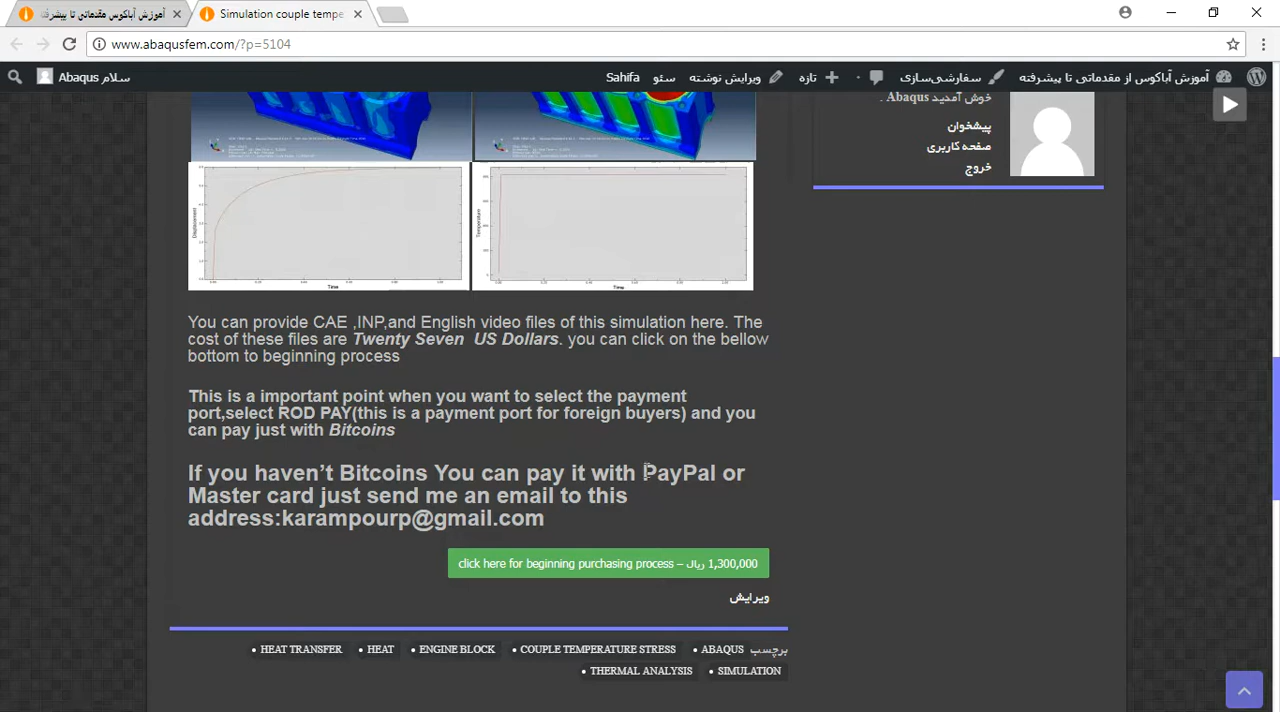 آموزش آباکوس مقدماتی تا پیشرفته
Simulation couple tempe
www.abaqusfem.com/?p=5104
سلام Abaqus
Sahifa
سئو
ویرایش نوشته
تازه
سفارشی‌سازی
آموزش آباکوس از مقدماتی تا پیشرفته
خوش آمدید Abaqus .
پیشخوان
صفحه کاربری
خروج
Displacement
Time
Temperature
Time
You can provide CAE ,INP,and English video files of this simulation here. The
cost of these files are Twenty Seven US Dollars. you can click on the bellow
bottom to beginning process
This is a important point when you want to select the payment
port,select ROD PAY(this is a payment port for foreign buyers) and you
can pay just with Bitcoins
If you haven’t Bitcoins You can pay it with PayPal or
Master card just send me an email to this
address:karampourp@gmail.com
click here for beginning purchasing process – 1,300,000 ریال
ویرایش
برچسب
ABAQUS
COUPLE TEMPERATURE STRESS
ENGINE BLOCK
HEAT
HEAT TRANSFER
SIMULATION
THERMAL ANALYSIS